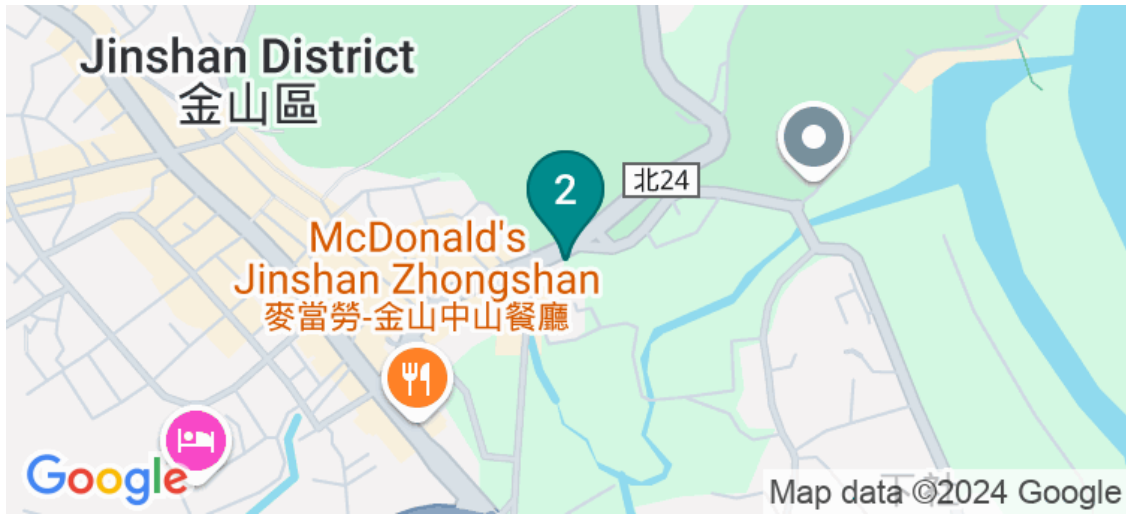 Jinshan District
金山區
2
北24
McDonald's
Jinshan Zhongshan
麥當勞-金山中山餐廳
Google
Map data ©2024 Google